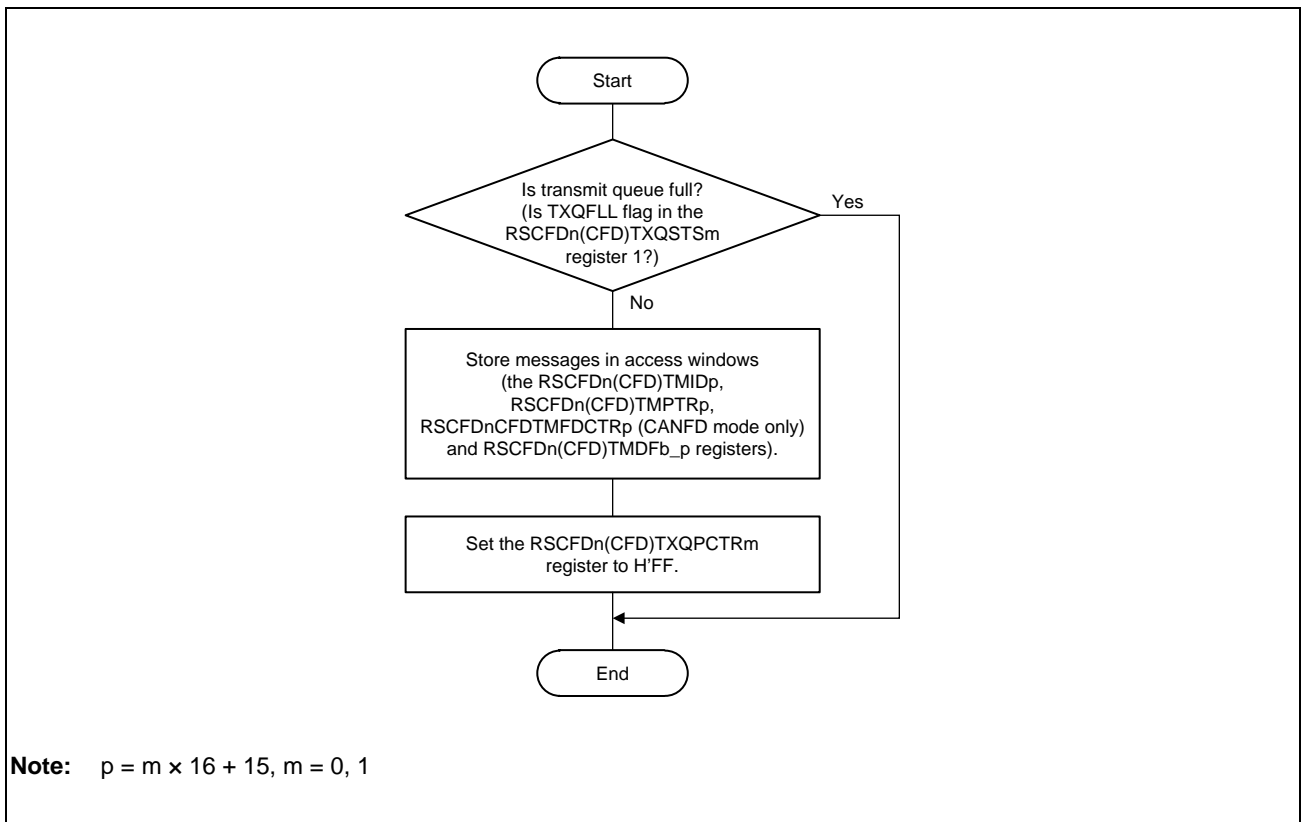 Start
Is transmit queue full?
(Is TXQFLL flag in the
RSCFDn(CFD)TXQSTSm
register 1?)
Yes
No
Store messages in access windows
(the RSCFDn(CFD)TMIDp,
RSCFDn(CFD)TMPTRp,
RSCFDnCFDTMFDCTRp (CANFD mode only)
and RSCFDn(CFD)TMDFb_p registers).
Set the RSCFDn(CFD)TXQPCTRm
register to H'FF.
End
Note: p = m × 16 + 15, m = 0, 1